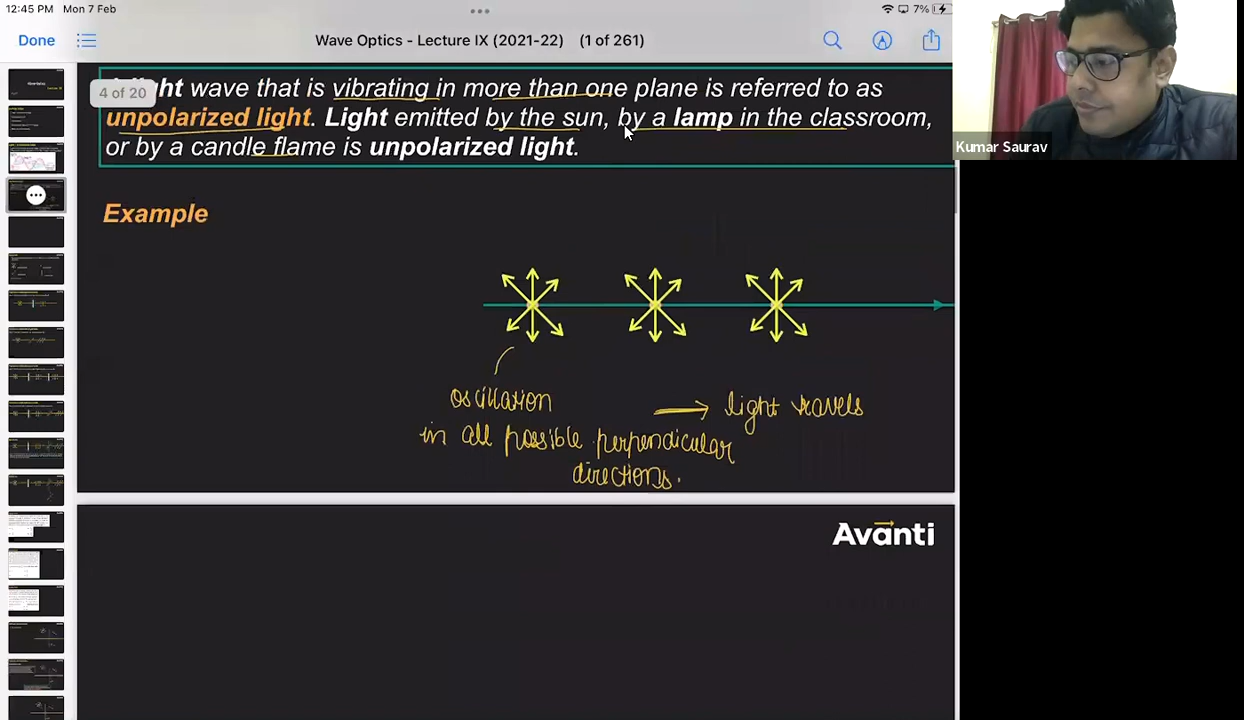 12:45 PM Mon 7 Feb
7%
Done
Wave Optics - Lecture IX (2021-22) (1 of 261)
4 of 20
wave that is vibrating in more than one plane is referred to as
unpolarized light. Light emitted by the sun, by a lamp in the classroom,
or by a candle flame is unpolarized light.
Kumar Saurav
Example
oscillation
light travels
in all possible perpendicular
directions.
Avanti